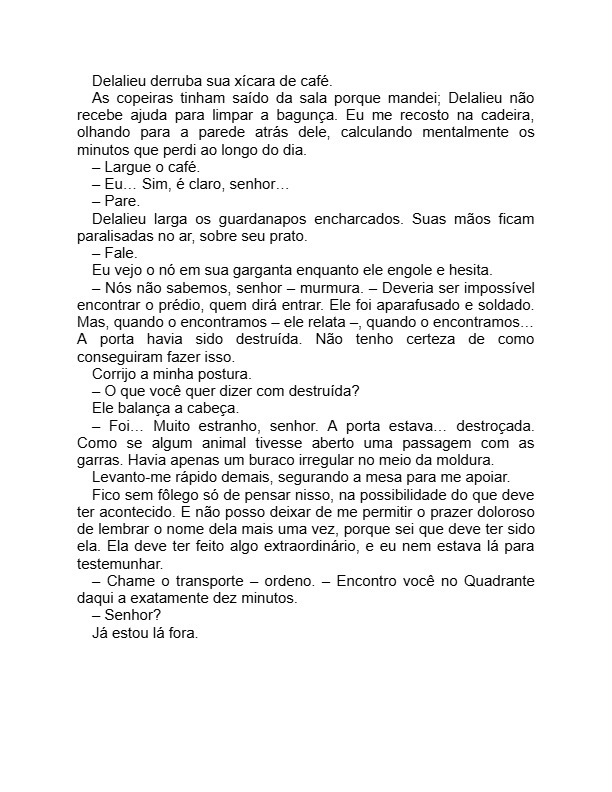 Delalieu derruba sua xícara de café.
As copeiras tinham saído da sala porque mandei; Delalieu não
recebe ajuda para limpar a bagunça. Eu me recosto na cadeira,
olhando para a parede atrás dele, calculando mentalmente os
minutos que perdi ao longo do dia.
– Largue o café.
– Eu… Sim, é claro, senhor…
– Pare.
Delalieu larga os guardanapos encharcados. Suas mãos ficam
paralisadas no ar, sobre seu prato.
– Fale.
Eu vejo o nó em sua garganta enquanto ele engole e hesita.
– Nós não sabemos, senhor – murmura. – Deveria ser impossível
encontrar o prédio, quem dirá entrar. Ele foi aparafusado e soldado.
Mas, quando o encontramos – ele relata –, quando o encontramos…
A porta havia sido destruída. Não tenho certeza de como
conseguiram fazer isso.
Corrijo a minha postura.
– O que você quer dizer com destruída?
Ele balança a cabeça.
– Foi… Muito estranho, senhor. A porta estava… destroçada.
Como se algum animal tivesse aberto uma passagem com as
garras. Havia apenas um buraco irregular no meio da moldura.
Levanto-me rápido demais, segurando a mesa para me apoiar.
Fico sem fôlego só de pensar nisso, na possibilidade do que deve
ter acontecido. E não posso deixar de me permitir o prazer doloroso
de lembrar o nome dela mais uma vez, porque sei que deve ter sido
ela. Ela deve ter feito algo extraordinário, e eu nem estava lá para
testemunhar.
– Chame o transporte – ordeno. – Encontro você no Quadrante
daqui a exatamente dez minutos.
– Senhor?
Já estou lá fora.